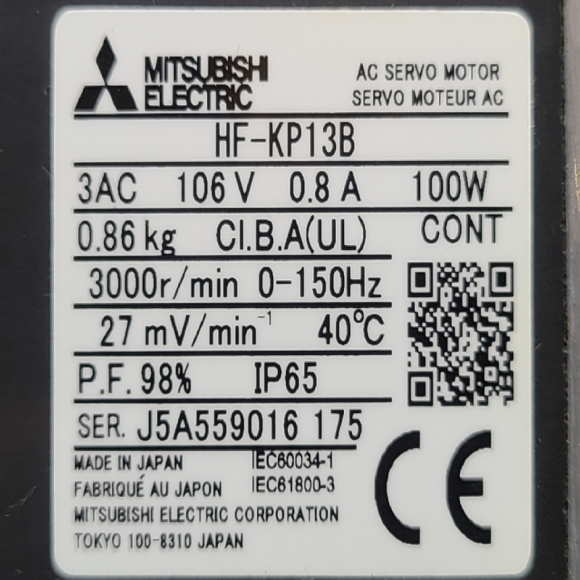 MITSUBISHI ELECTRIC
AC SERVO MOTOR
SERVO MOTEUR AC
HF-KP13B
3AC 106 V 0.8 A 100W
0.86 kg CI.B.A(UL) CONT
3000r/min 0-150Hz
27 mV/min⁻¹ 40℃
P.F. 98% IP65
SER. J5A559016 175
MADE IN JAPAN IEC60034-1
FABRIQUÉ AU JAPON IEC61800-3
MITSUBISHI ELECTRIC CORPORATION
TOKYO 100-8310 JAPAN
CE